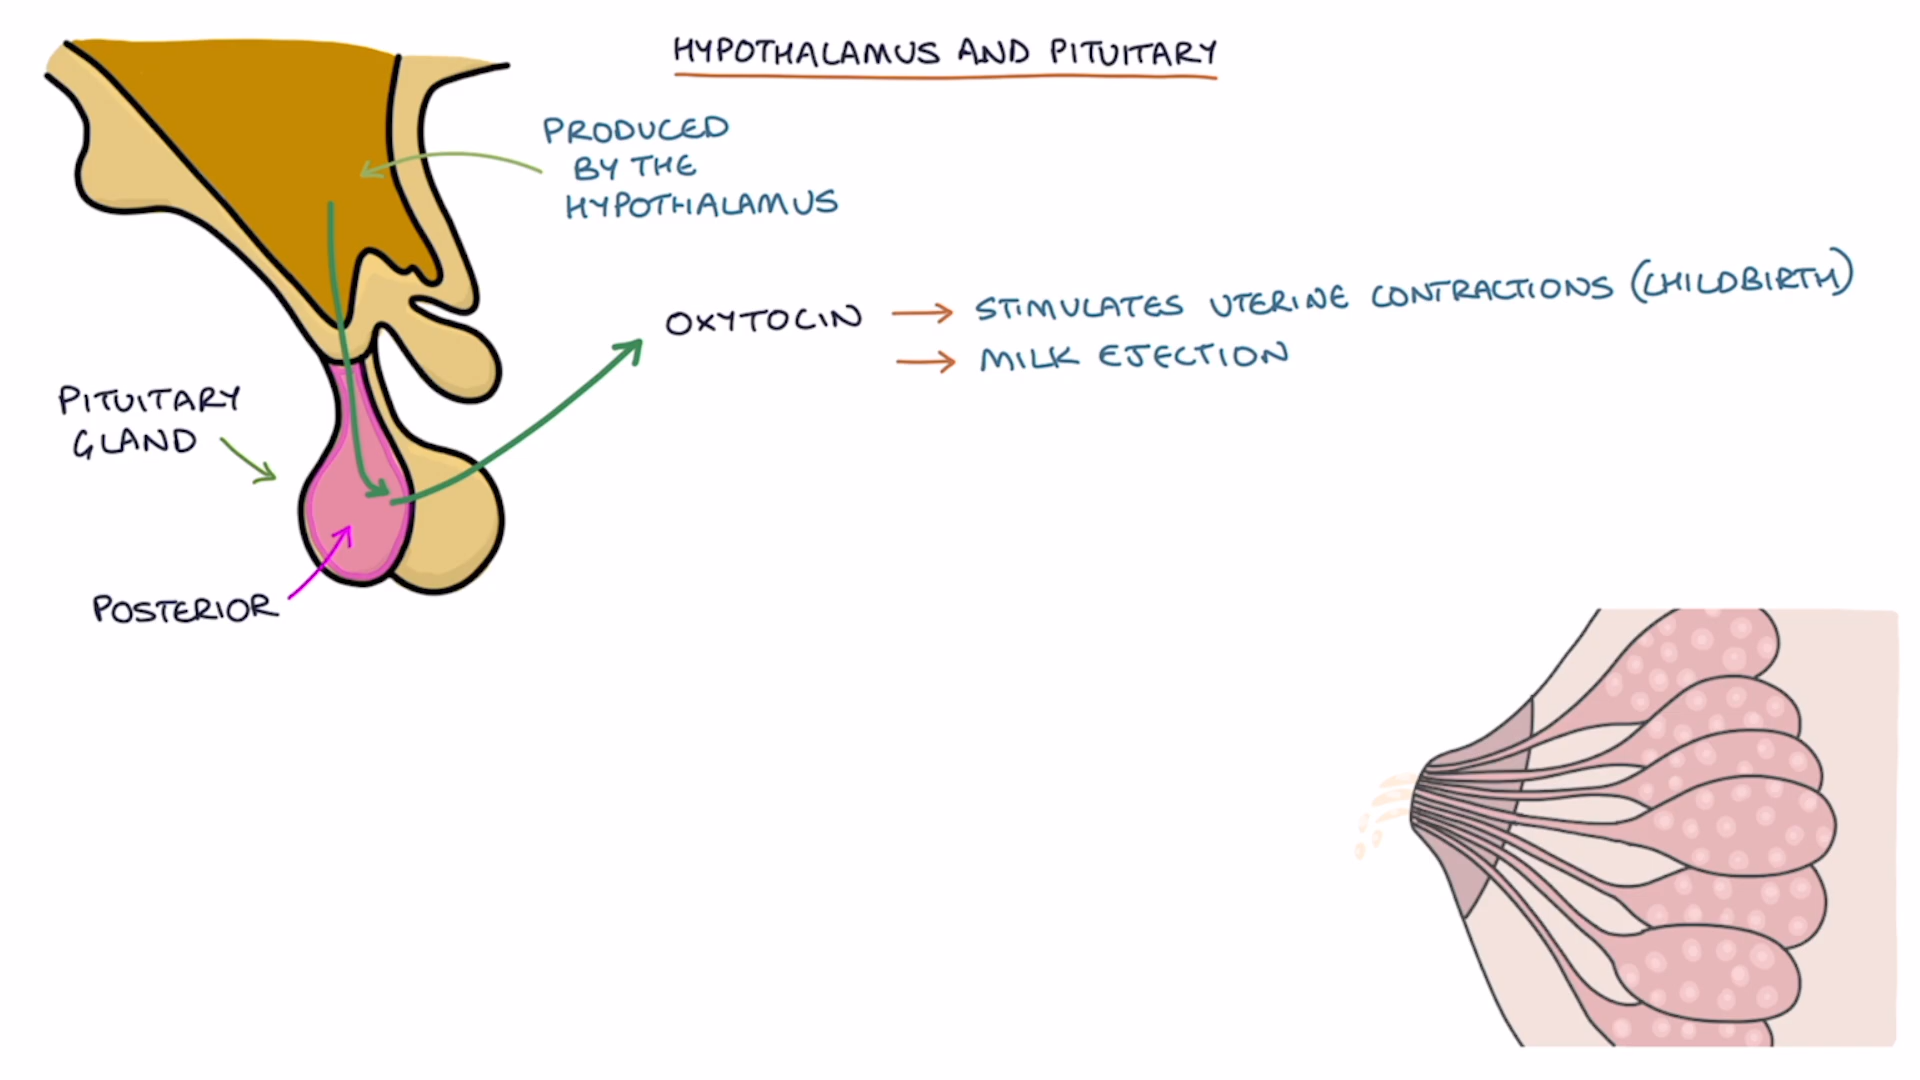 HYPOTHALAMUS AND PITUITARY
PRODUCED
BY THE
HYPOTHALAMUS
OXYTOCIN → STIMULATES UTERINE CONTRACTIONS (CHILDBIRTH)
→ MILK EJECTION
PITUITARY
GLAND
POSTERIOR